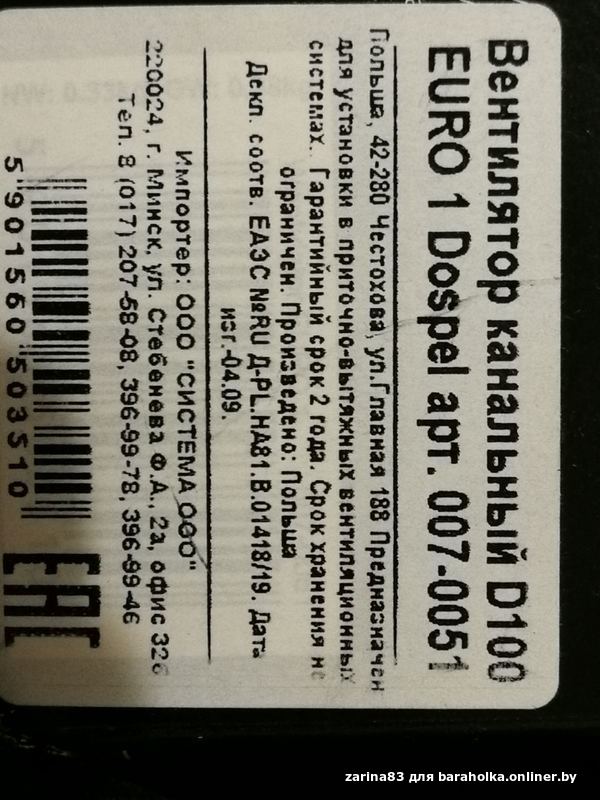 Вентилятор канальный D100
EURO 1 Dospel арт. 007-0051
Польша, 42-280 Честохова, ул.Главная 188 Предназначен
для установки в приточно-вытяжных вентиляционных
системах. Гарантийный срок 2 года. Срок хранения не
ограничен. Произведено: Польша
Декл. соотв. ЕАЭС №RU Д-PL.НА81.В.01418/19. Дата
изг.-04.09.
Импортер: ООО "СИСТЕМА ООО"
220024, г. Минск, ул. Стебенева Ф.А., 2а, офис 326
Тел. 8 (017) 207-58-08, 396-99-78, 396-99-46
5 901560 503510
EAC
zarina83 для baraholka.onliner.by